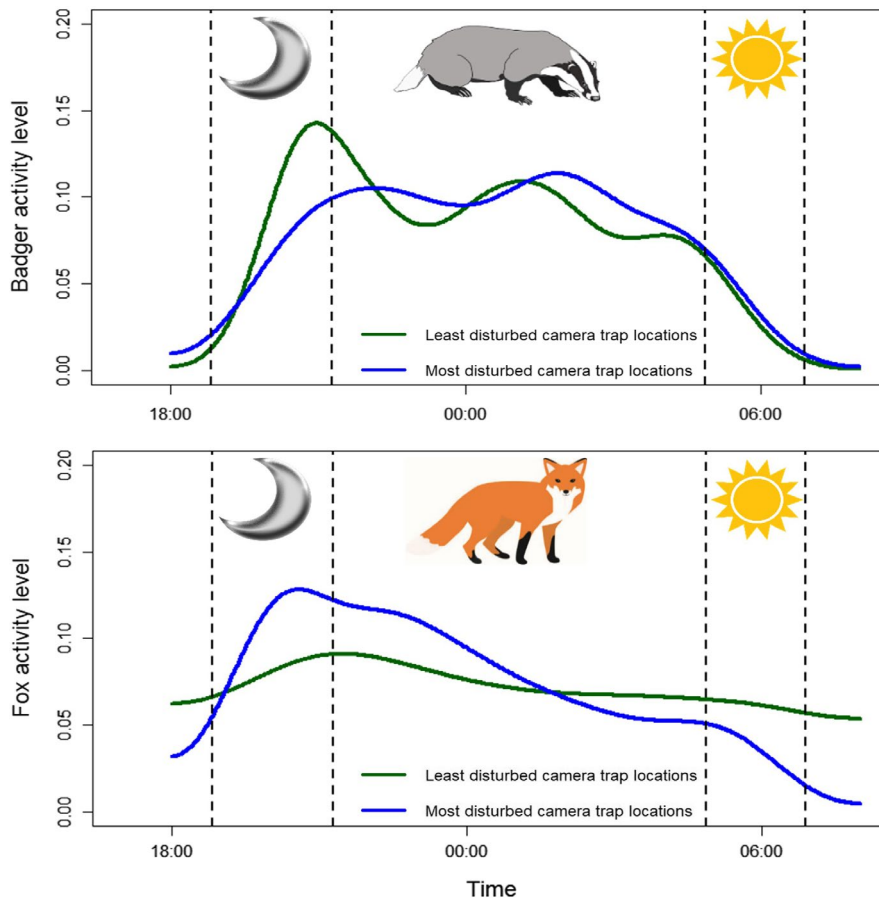 Badger activity level
0.20
0.15
0.10
0.05
0.00
Least disturbed camera trap locations
Most disturbed camera trap locations
18:00 00:00 06:00
Fox activity level
0.20
0.15
0.10
0.05
0.00
Least disturbed camera trap locations
Most disturbed camera trap locations
18:00 00:00 06:00
Time